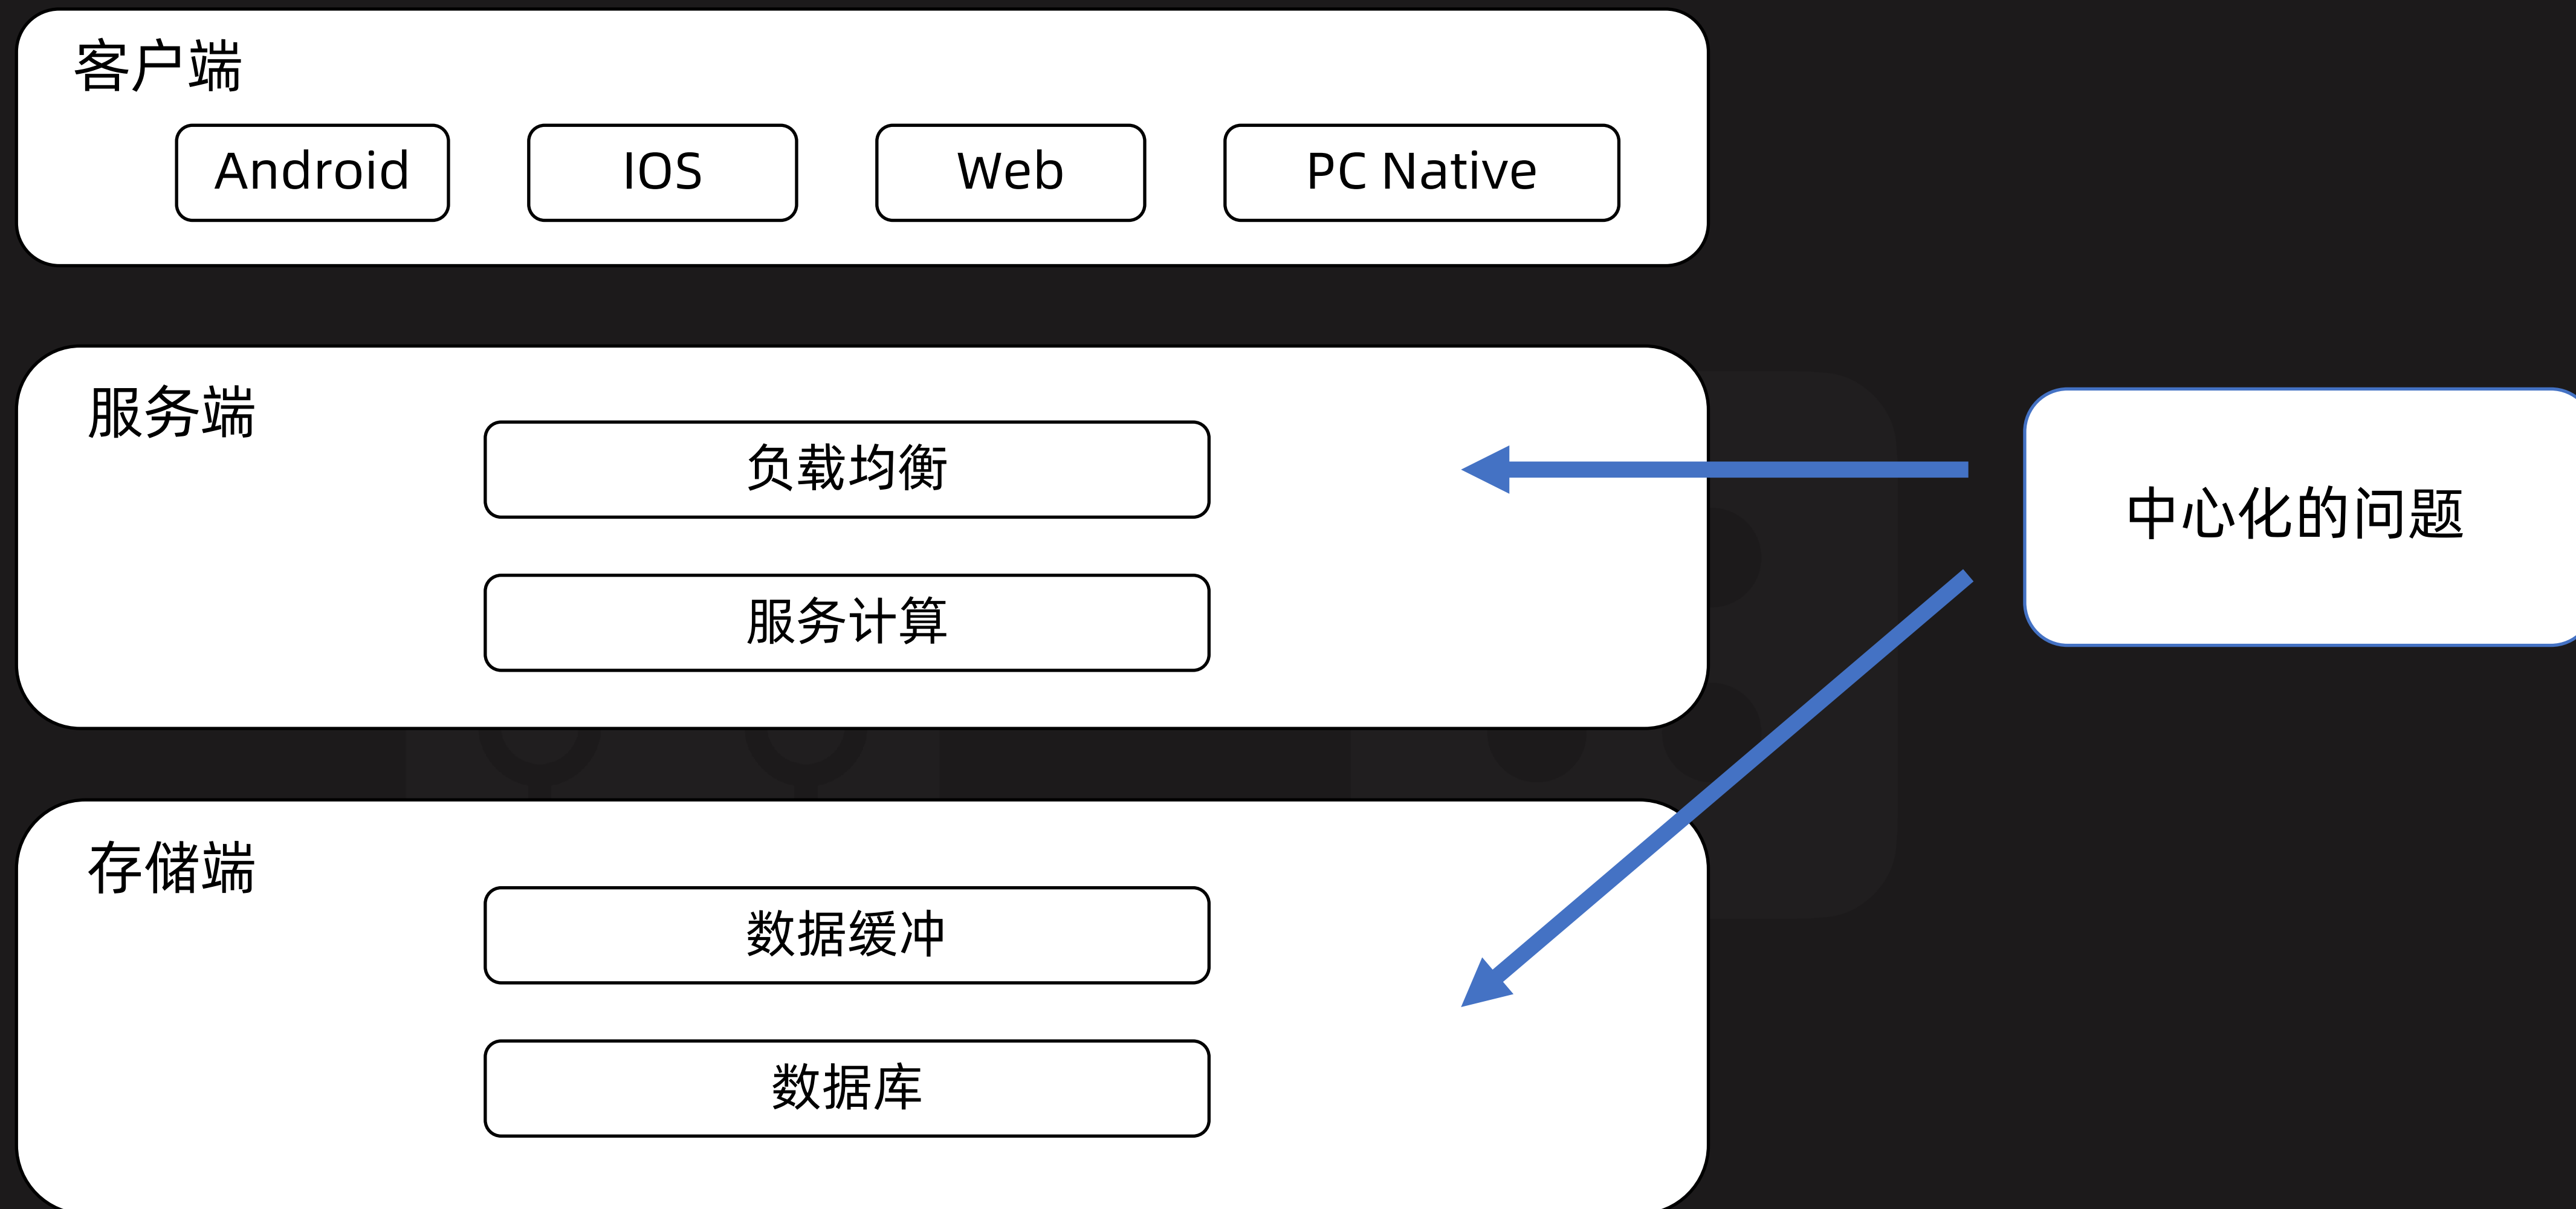 客户端
Android
IOS
Web
PC Native
服务端
负载均衡
服务计算
中心化的问题
存储端
数据缓冲
数据库